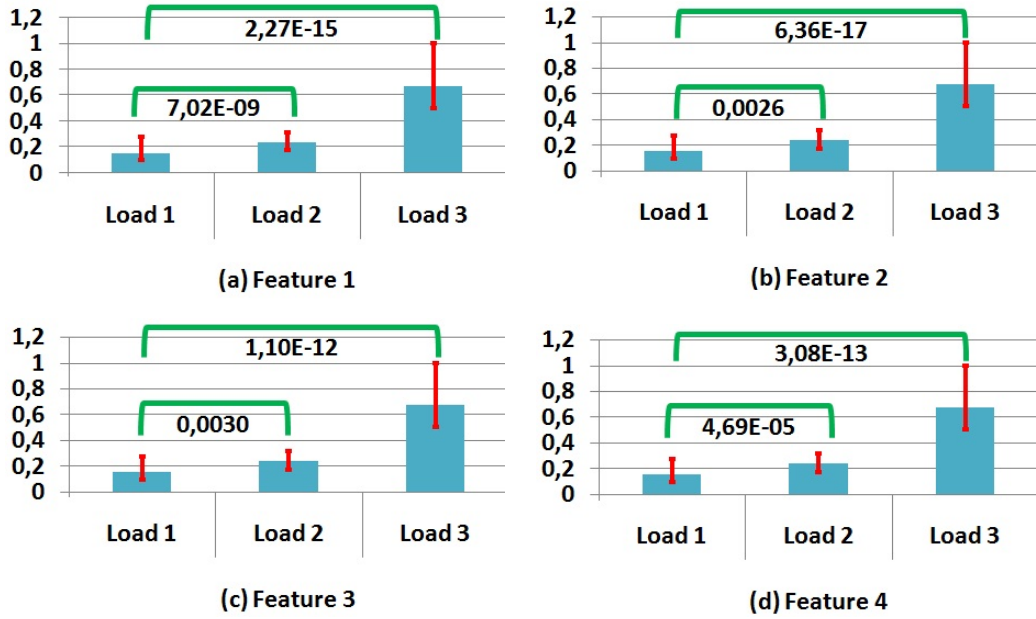 1,2
1
0,8
0,6
0,4
0,2
0
2,27E-15
7,02E-09
Load 1 Load 2 Load 3
(a) Feature 1
1,2
1
0,8
0,6
0,4
0,2
0
6,36E-17
0,0026
Load 1 Load 2 Load 3
(b) Feature 2
1,2
1
0,8
0,6
0,4
0,2
0
1,10E-12
0,0030
Load 1 Load 2 Load 3
(c) Feature 3
1,2
1
0,8
0,6
0,4
0,2
0
3,08E-13
4,69E-05
Load 1 Load 2 Load 3
(d) Feature 4